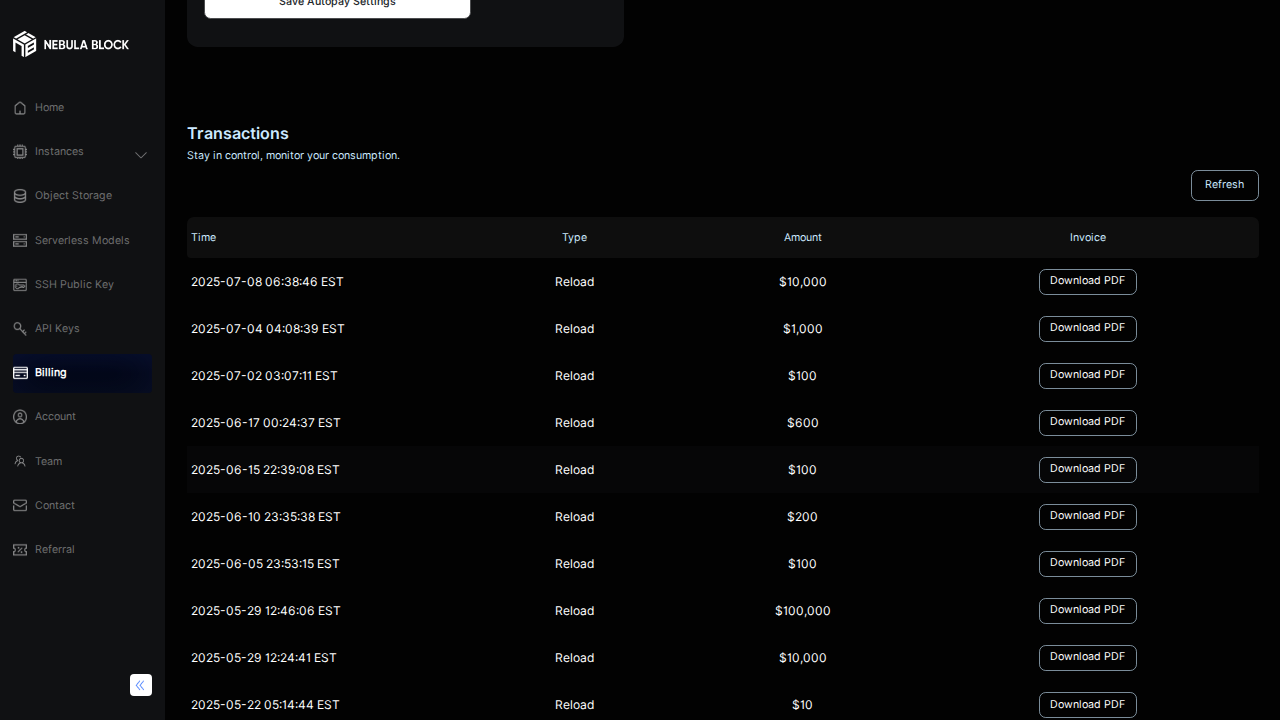 Save Autopay Settings
NEBULA BLOCK
Home
Instances
Object Storage
Serverless Models
SSH Public Key
API Keys
Billing
Account
Team
Contact
Referral
Transactions
Stay in control, monitor your consumption.
Refresh
Time Type Amount Invoice
2025-07-08 06:38:46 EST Reload $10,000 Download PDF
2025-07-04 04:08:39 EST Reload $1,000 Download PDF
2025-07-02 03:07:11 EST Reload $100 Download PDF
2025-06-17 00:24:37 EST Reload $600 Download PDF
2025-06-15 22:39:08 EST Reload $100 Download PDF
2025-06-10 23:35:38 EST Reload $200 Download PDF
2025-06-05 23:53:15 EST Reload $100 Download PDF
2025-05-29 12:46:06 EST Reload $100,000 Download PDF
2025-05-29 12:24:41 EST Reload $10,000 Download PDF
2025-05-22 05:14:44 EST Reload $10 Download PDF